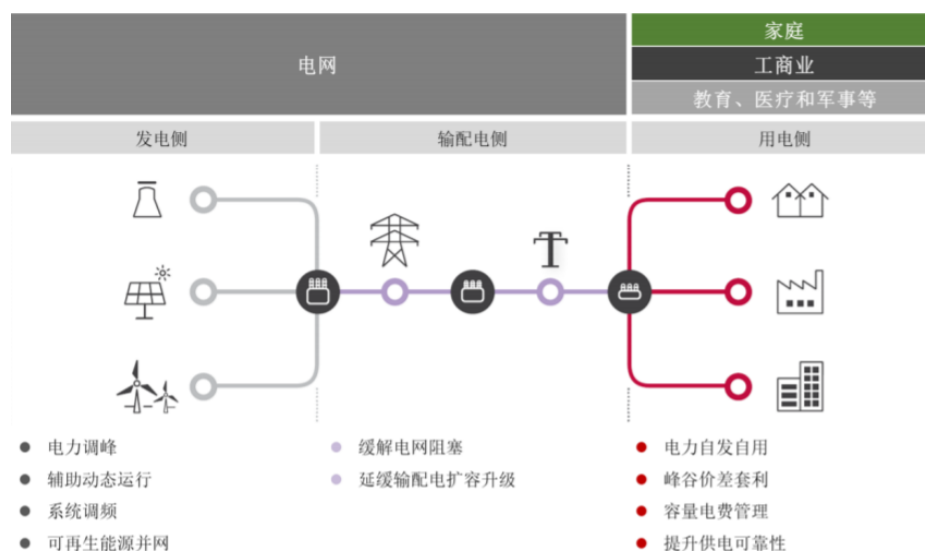 电网
家庭
工商业
教育、医疗和军事等
发电侧
输配电侧
用电侧
电力调峰
辅助动态运行
系统调频
可再生能源并网
缓解电网阻塞
延缓输配电扩容升级
电力自发自用
峰谷价差套利
容量电费管理
提升供电可靠性